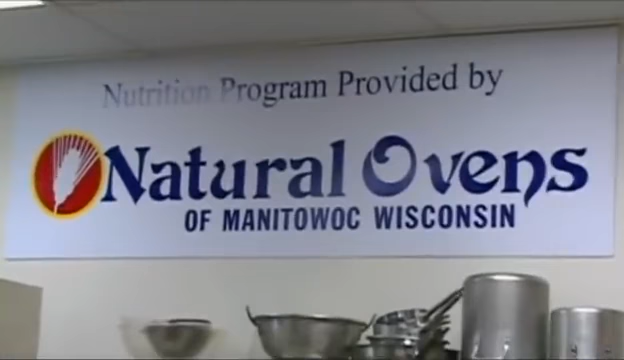 Nutrition Program Provided by
Natural Ovens
OF MANITOWOC WISCONSIN